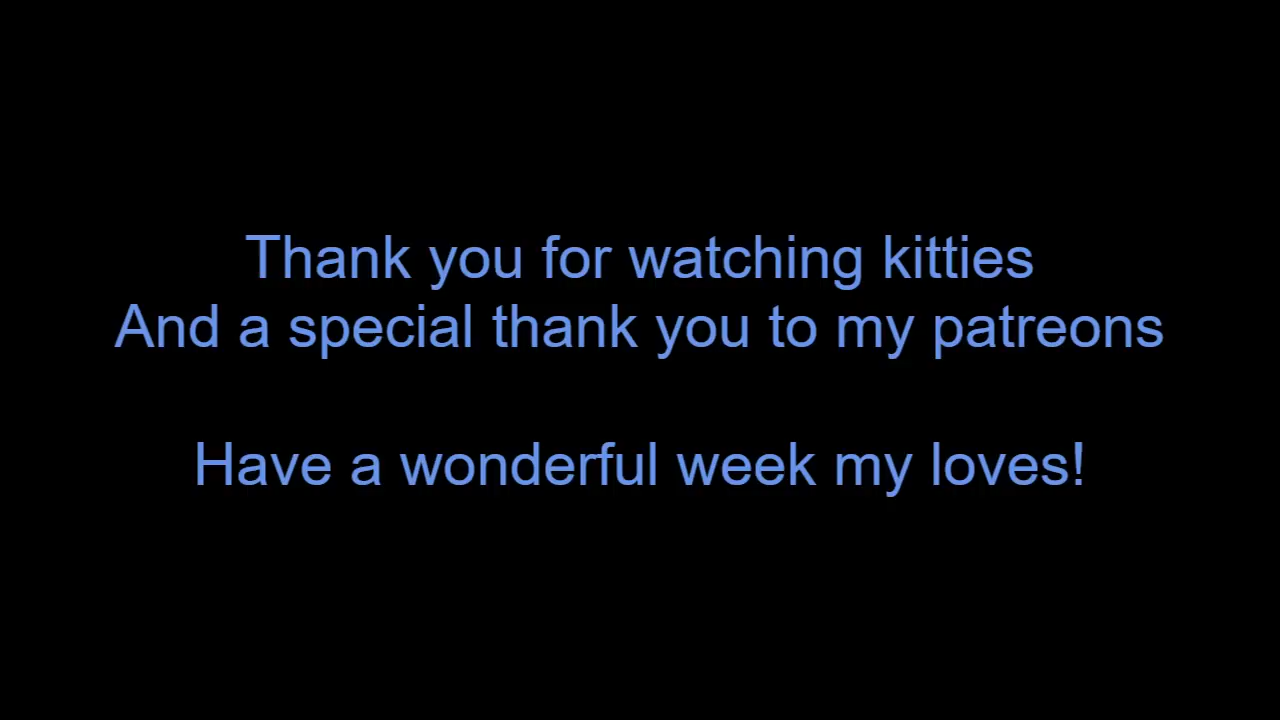 Thank you for watching kitties
And a special thank you to my patreons
Have a wonderful week my loves!